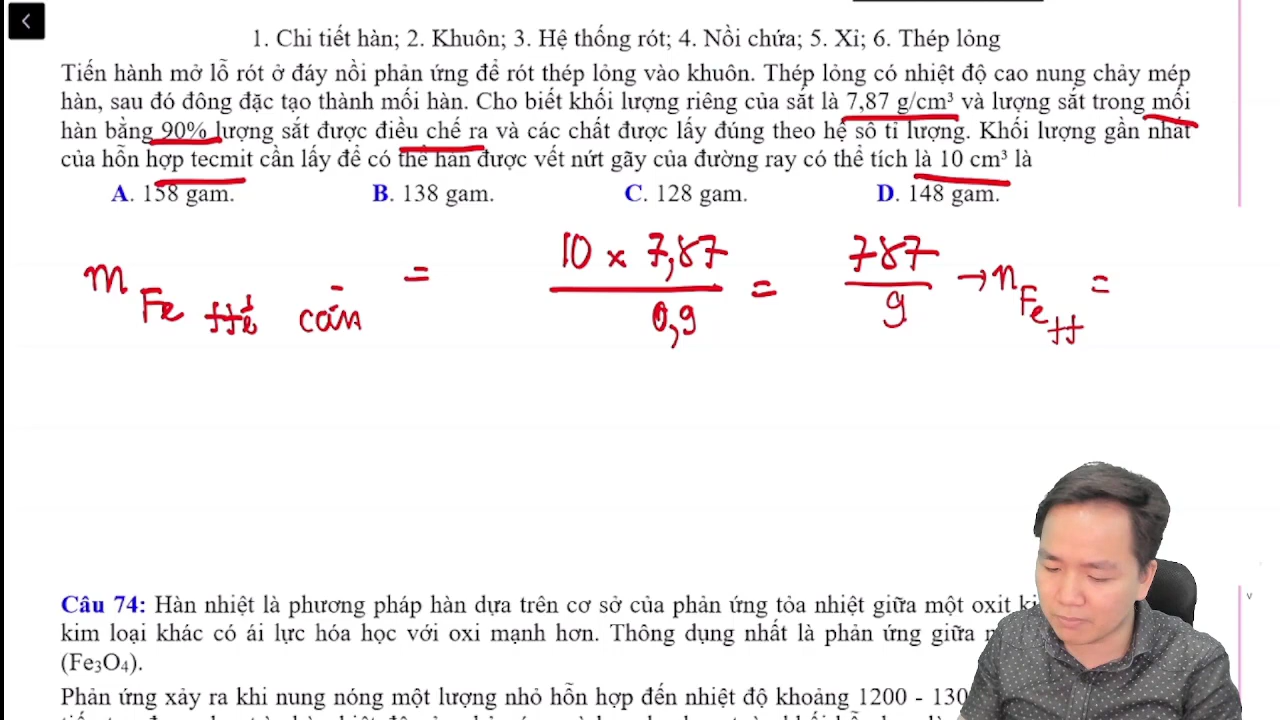 1. Chi tiết hàn; 2. Khuôn; 3. Hệ thống rót; 4. Nồi chứa; 5. Xỉ; 6. Thép lỏng
Tiến hành mở lỗ rót ở đáy nồi phản ứng để rót thép lỏng vào khuôn. Thép lỏng có nhiệt độ cao nung chảy mép
hàn, sau đó đông đặc tạo thành mối hàn. Cho biết khối lượng riêng của sắt là 7,87 g/cm³ và lượng sắt trong mối
hàn bằng 90% lượng sắt được điều chế ra và các chất được lấy đúng theo hệ số tỉ lượng. Khối lượng gần nhất
của hỗn hợp tecmit cần lấy để có thể hàn được vết nứt gãy của đường ray có thể tích là 10 cm³ là
A. 158 gam. B. 138 gam. C. 128 gam. D. 148 gam.
m Fe ttế cần = 10 x 7,87 / 0,9 = 787 / 9 → n Fe tt =
Câu 74: Hàn nhiệt là phương pháp hàn dựa trên cơ sở của phản ứng tỏa nhiệt giữa một oxit
kim loại khác có ái lực hóa học với oxi mạnh hơn. Thông dụng nhất là phản ứng giữa
(Fe₃O₄).
Phản ứng xảy ra khi nung nóng một lượng nhỏ hỗn hợp đến nhiệt độ khoảng 1200 - 130